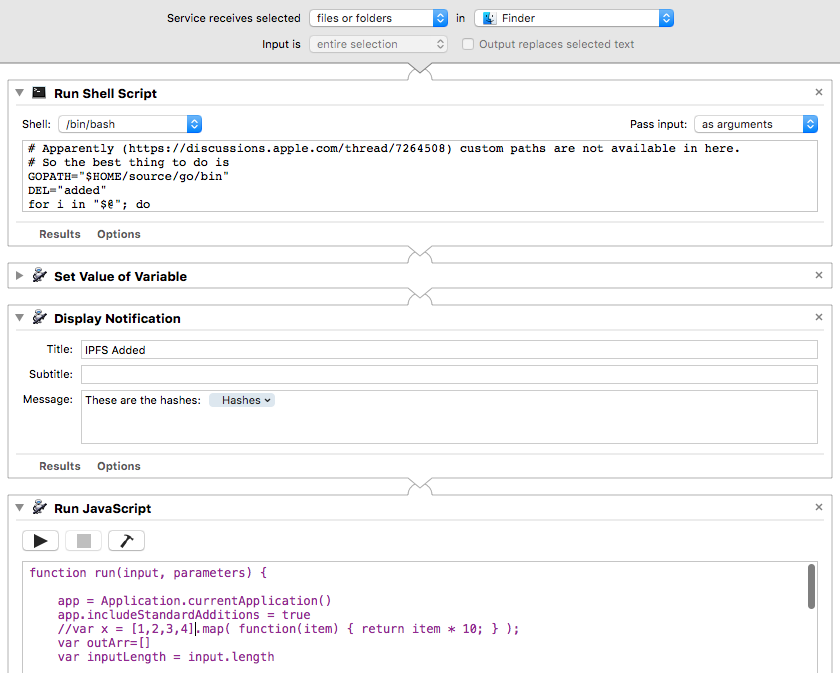 Service receives selected files or folders in Finder
Input is entire selection Output replaces selected text
Run Shell Script
Shell: /bin/bash Pass input: as arguments
# Apparently (https://discussions.apple.com/thread/7264508) custom paths are not available in here.
# So the best thing to do is
GOPATH="$HOME/source/go/bin"
DEL="added"
for i in "$@"; do
Results Options
Set Value of Variable
Display Notification
Title: IPFS Added
Subtitle:
Message: These are the hashes: Hashes
Results Options
Run JavaScript
function run(input, parameters) {
app = Application.currentApplication()
app.includeStandardAdditions = true
//var x = [1,2,3,4].map( function(item) { return item * 10; } );
var outArr=[]
var inputLength = input.length